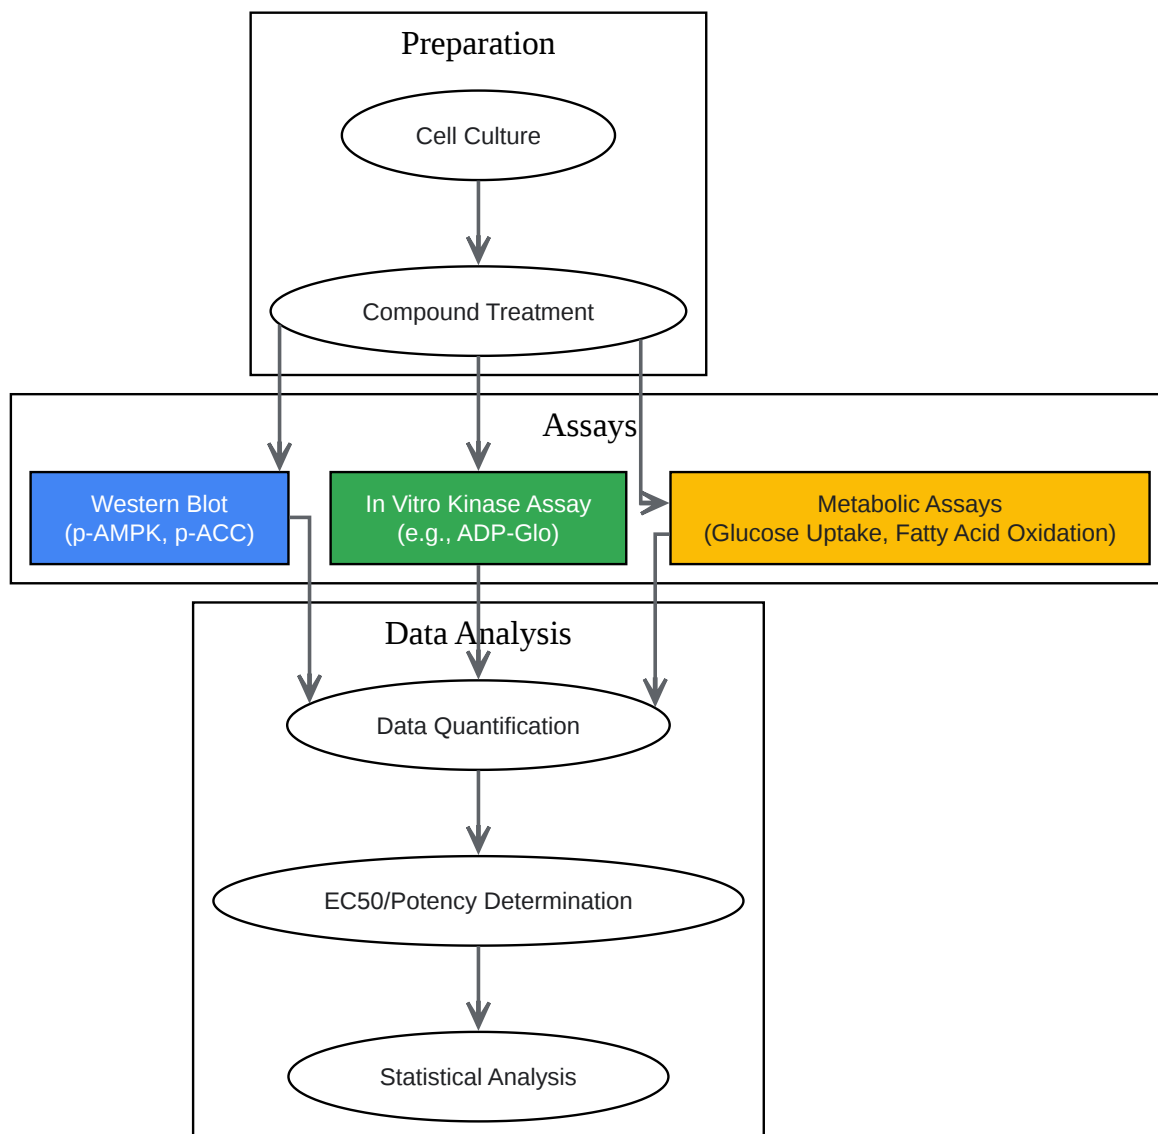 Preparation
Cell Culture
Compound Treatment
Assays
Western Blot
(p-AMPK, p-ACC)
In Vitro Kinase Assay
(e.g., ADP-Glo)
Metabolic Assays
(Glucose Uptake, Fatty Acid Oxidation)
Data Analysis
Data Quantification
EC50/Potency Determination
Statistical Analysis